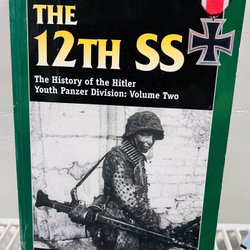 THE
12TH SS
The History of the Hitler
Youth Panzer Division: Volume Two